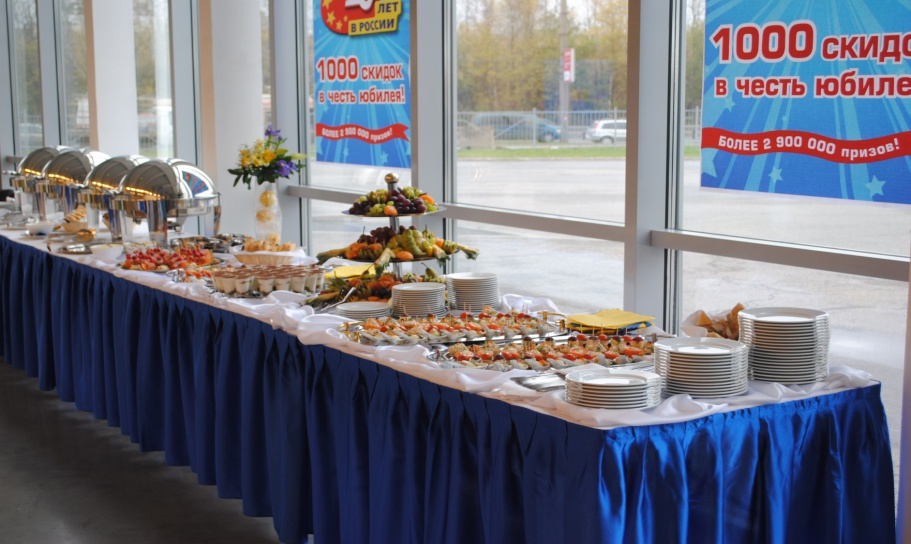 ЛЕТ
В РОССИИ
1000 скидок
в честь юбилея!
БОЛЕЕ 2 900 000 призов!
1000 скидо
в честь юбиле
БОЛЕЕ 2 900 000 призов!